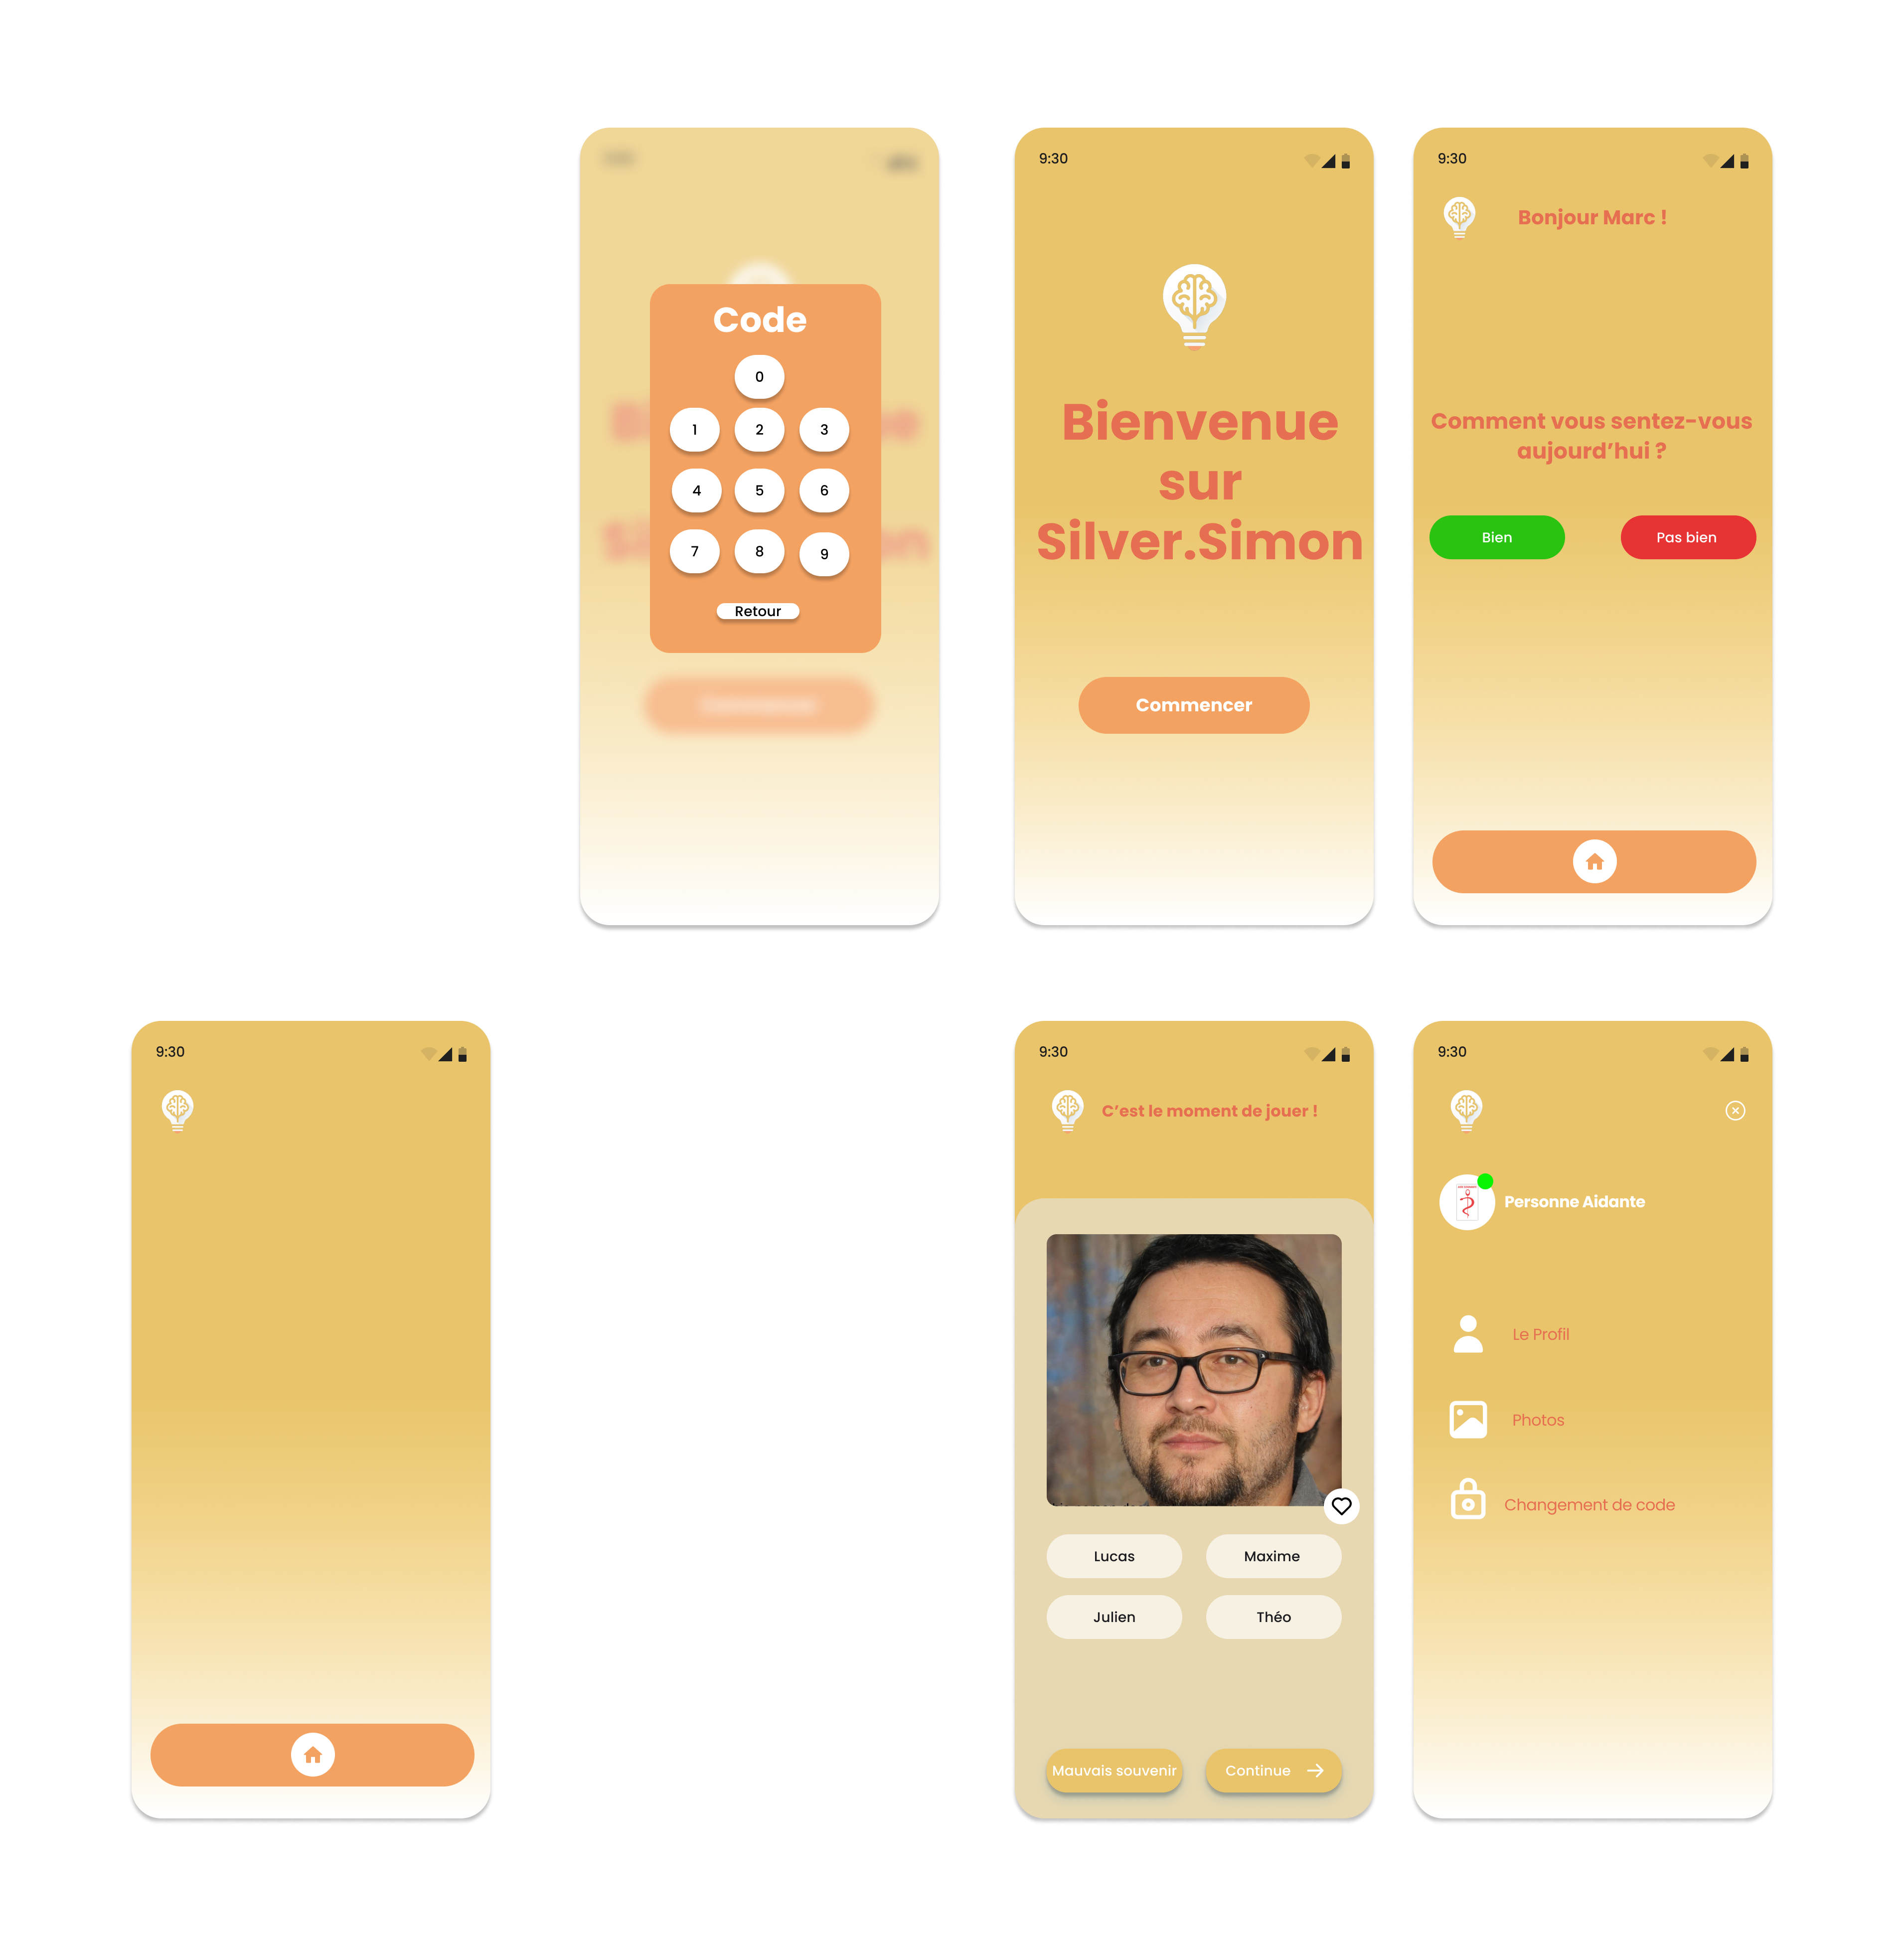 Code
0
1 2 3
4 5 6
7 8 9
Retour
9:30
Bienvenue
sur
Silver.Simon
Commencer
9:30
Bonjour Marc !
Comment vous sentez-vous
aujourd’hui ?
Bien Pas bien
9:30
9:30
C’est le moment de jouer !
Lucas Maxime
Julien Théo
Mauvais souvenir Continue
9:30
Personne Aidante
Le Profil
Photos
Changement de code